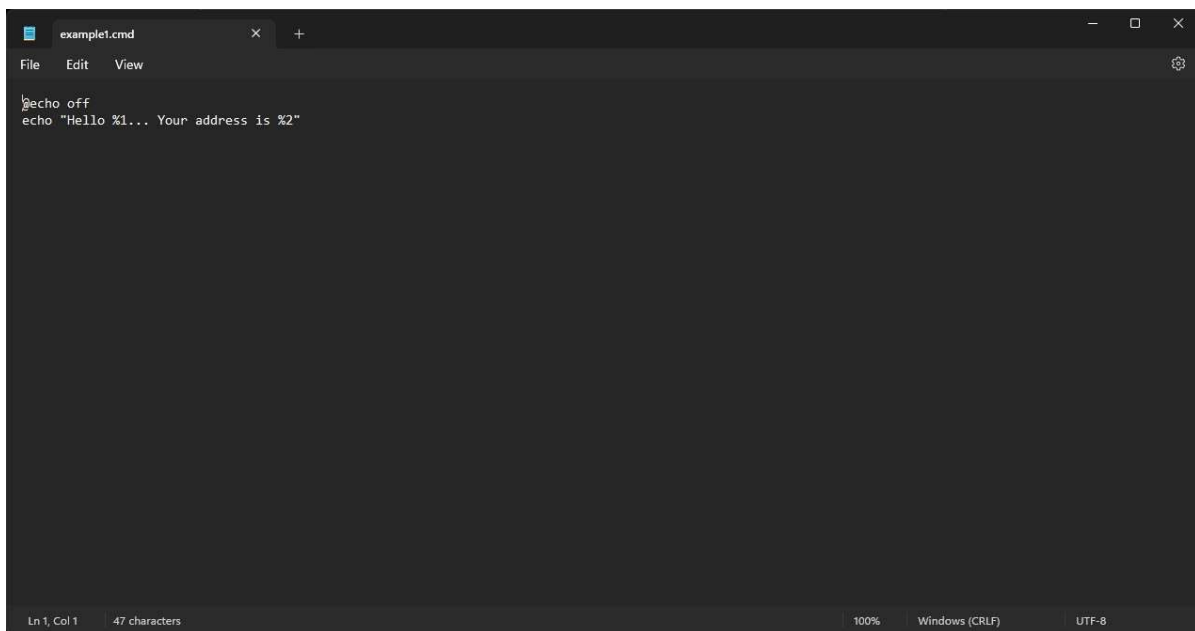 example1.cmd
File Edit View
@echo off
echo "Hello %1... Your address is %2"
Ln 1, Col 1 47 characters 100% Windows (CRLF) UTF-8